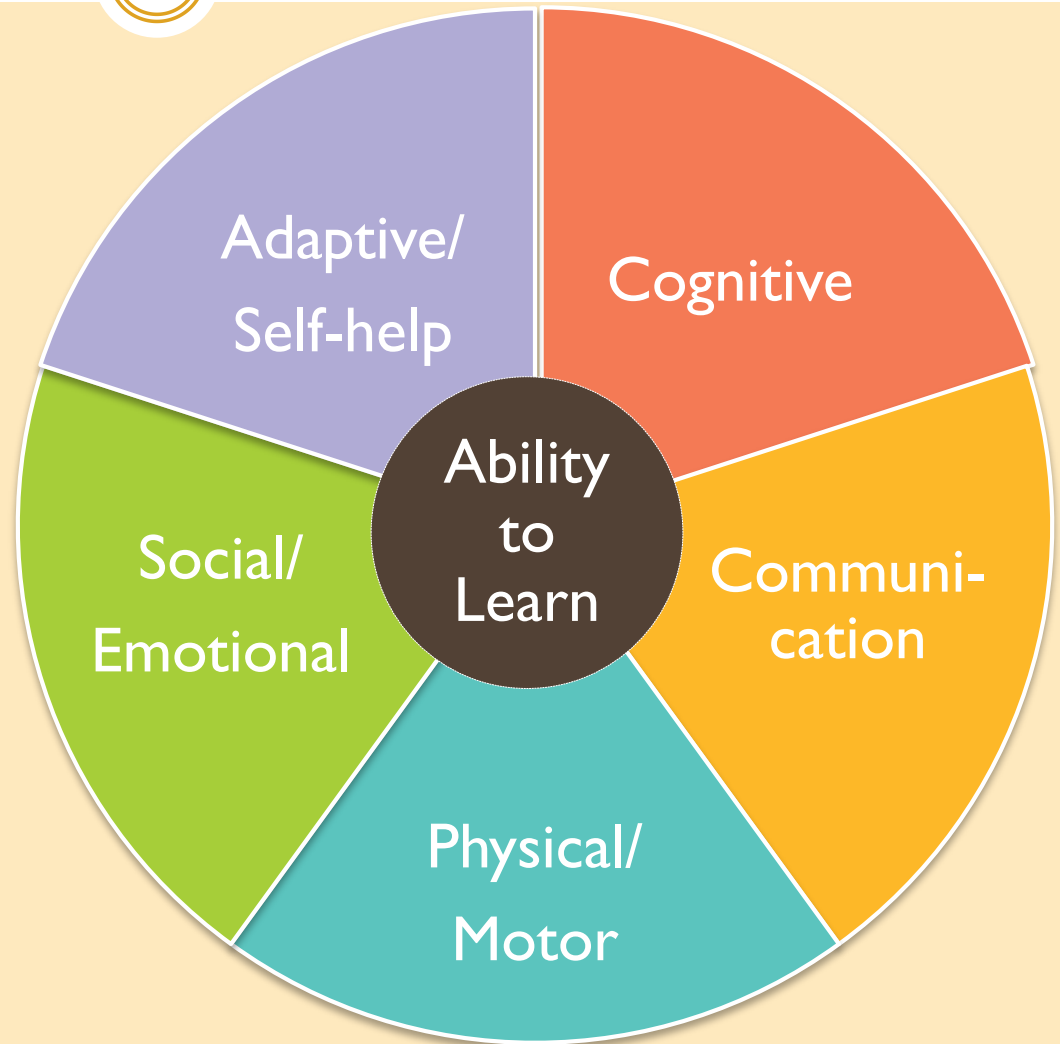 Adaptive/
Self-help
Cognitive
Ability
to
Learn
Social/
Emotional
Communi-
cation
Physical/
Motor